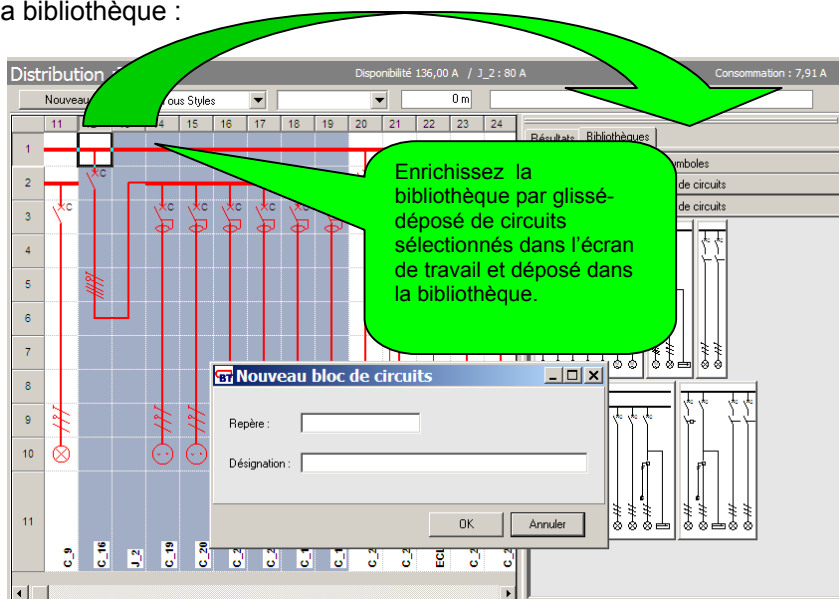 a bibliothèque :
Distribution
Disponibilité 136,00 A / J_2 : 80 A
Consommation : 7,91 A
ous Styles
0 m
11 14 15 16 17 18 19 20 21 22 23 24
Résultats Bibliothèques
1
2
3
4
5
6
7
8
9
10
11
mboles
de circuits
de circuits
Enrichissez la
bibliothèque par glissé-
déposé de circuits
sélectionnés dans l'écran
de travail et déposé dans
la bibliothèque.
BT Nouveau bloc de circuits
Repère :
Désignation :
OK Annuler
C_9 C_16 J_2 C_19 C_20